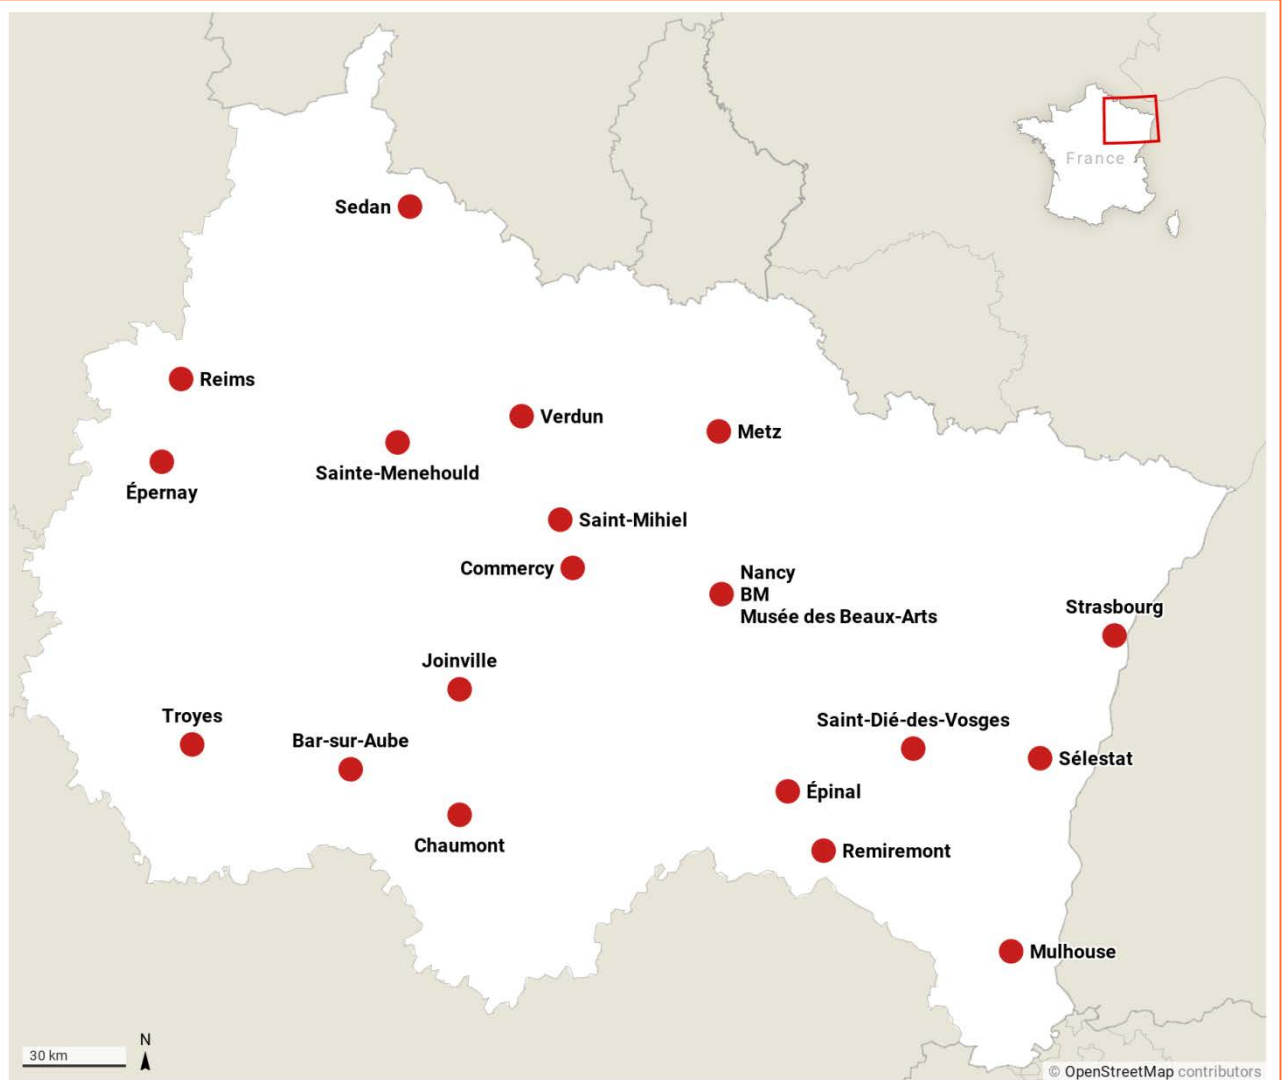 France
Sedan
Reims
Verdun
Metz
Sainte-Menehould
Épernay
Saint-Mihiel
Commercy
Nancy
BM
Musée des Beaux-Arts
Strasbourg
Joinville
Troyes
Saint-Dié-des-Vosges
Bar-sur-Aube
Sélestat
Épinal
Chaumont
Remiremont
Mulhouse
N
30 km
© OpenStreetMap contributors